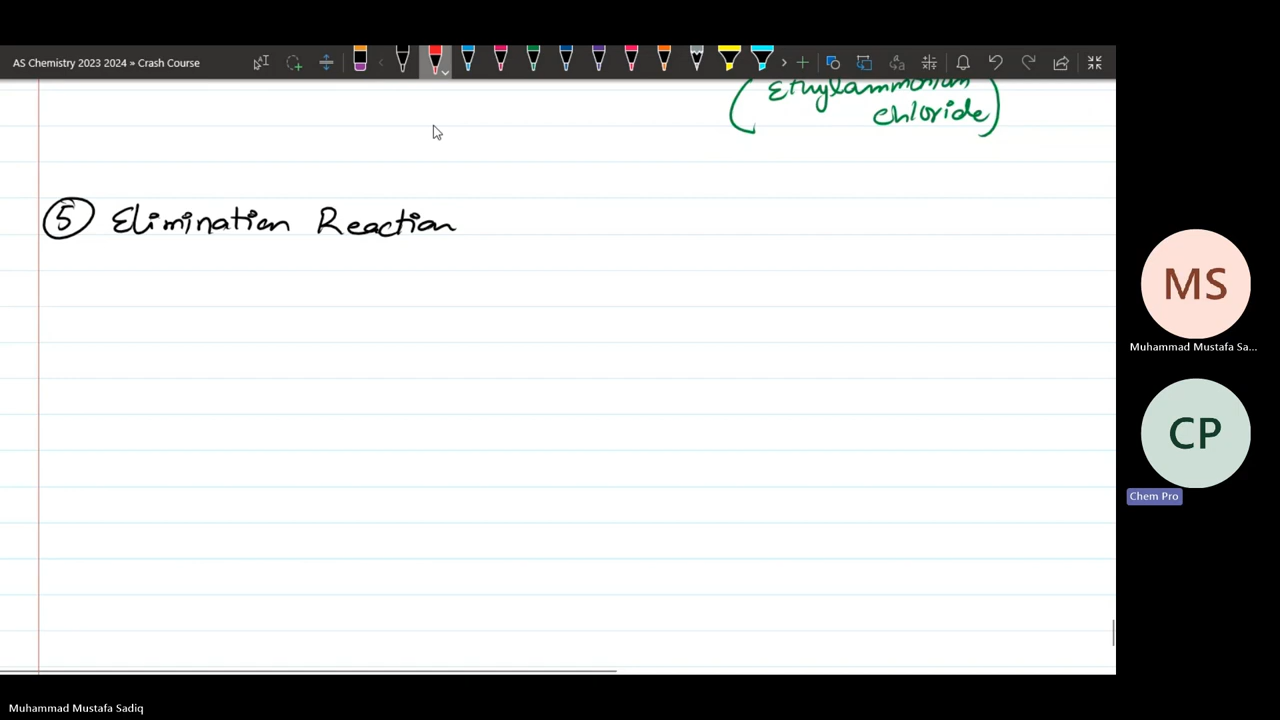 AS Chemistry 2023 2024 » Crash Course
(Ethylammonium
chloride)
⑤ Elimination Reaction
MS
Muhammad Mustafa Sa...
CP
Chem Pro
Muhammad Mustafa Sadiq